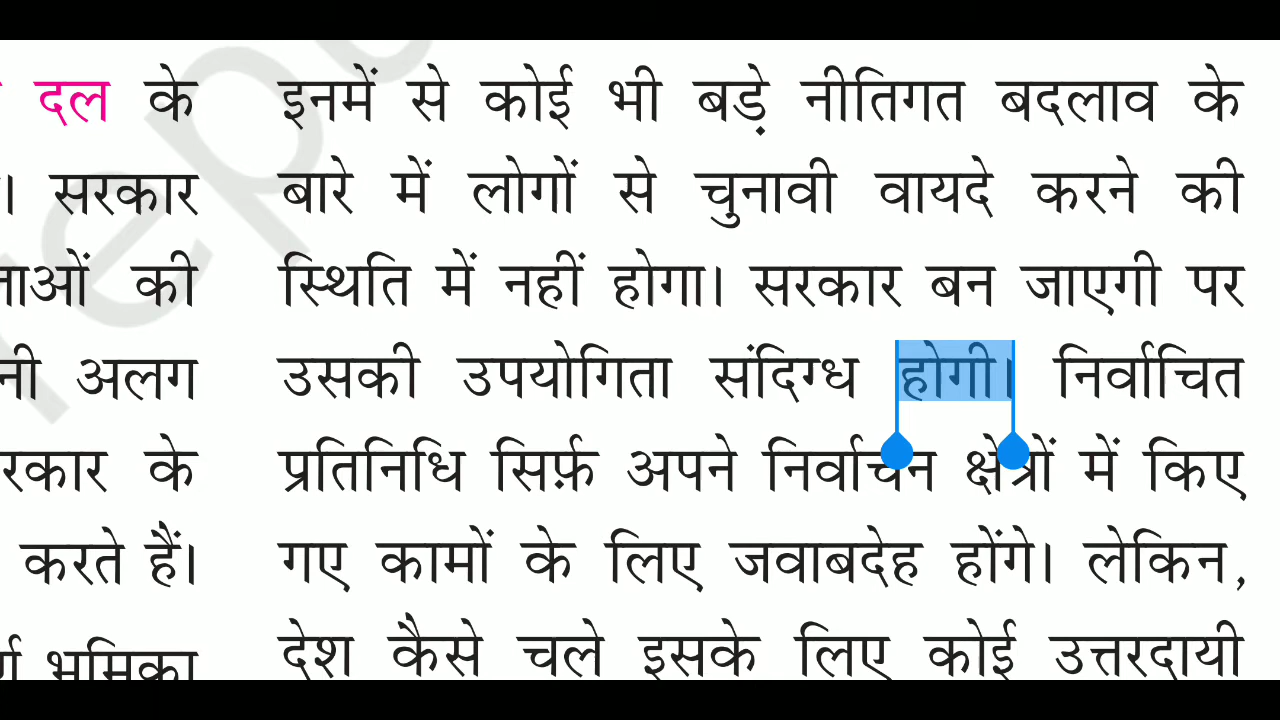 दल के
। सरकार
ओं की
नी अलग
रकार के
करते हैं।
भूमिका
इनमें से कोई भी बड़े नीतिगत बदलाव के
बारे में लोगों से चुनावी वायदे करने की
स्थिति में नहीं होगा। सरकार बन जाएगी पर
उसकी उपयोगिता संदिग्ध होगी। निर्वाचित
प्रतिनिधि सिर्फ़ अपने निर्वाचन क्षेत्रों में किए
गए कामों के लिए जवाबदेह होंगे। लेकिन,
देश कैसे चले इसके लिए कोई उत्तरदायी